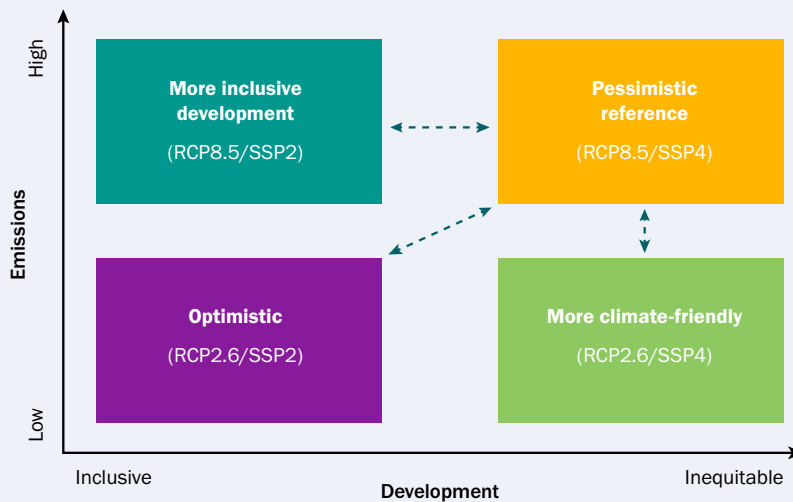 High
More inclusive
development
(RCP8.5/SSP2)
Pessimistic
reference
(RCP8.5/SSP4)
Emissions
Optimistic
(RCP2.6/SSP2)
More climate-friendly
(RCP2.6/SSP4)
Low
Inclusive
Development
Inequitable